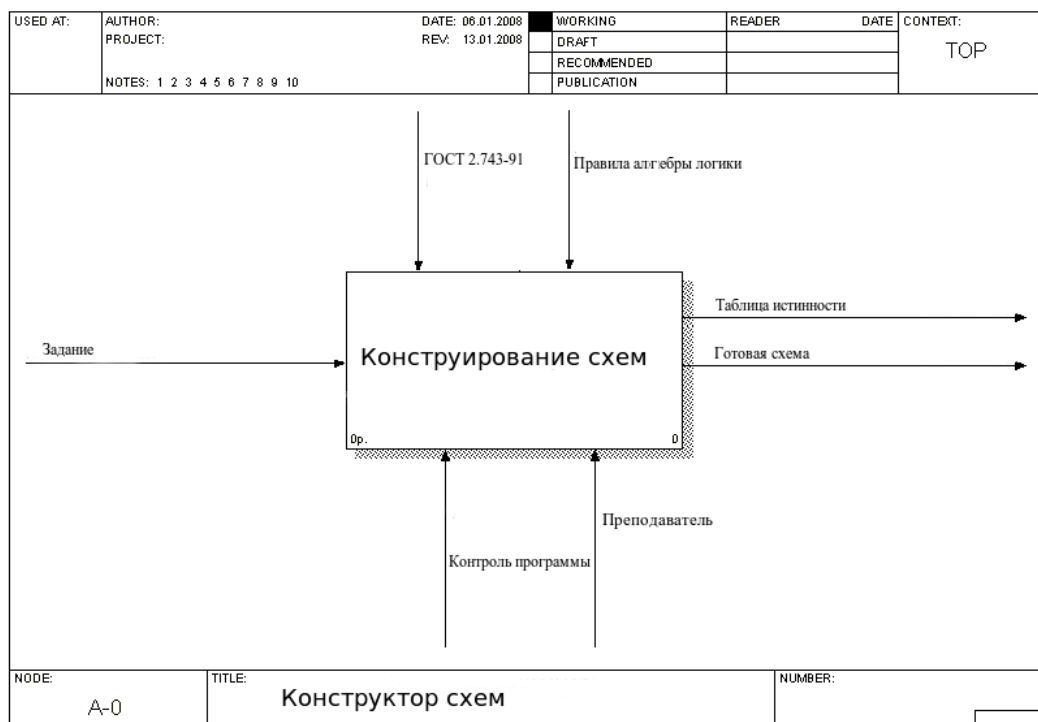 USED AT:
AUTHOR:
DATE: 06.01.2008
WORKING
READER
DATE
CONTEXT:
PROJECT:
REV: 13.01.2008
DRAFT
TOP
RECOMMENDED
NOTES: 1 2 3 4 5 6 7 8 9 10
PUBLICATION
ГОСТ 2.743-91
Правила алгебры логики
Таблица истинности
Задание
Конструирование схем
Готовая схема
0р.
0
Преподаватель
Контроль программы
NODE:
TITLE:
NUMBER:
A-0
Конструктор схем